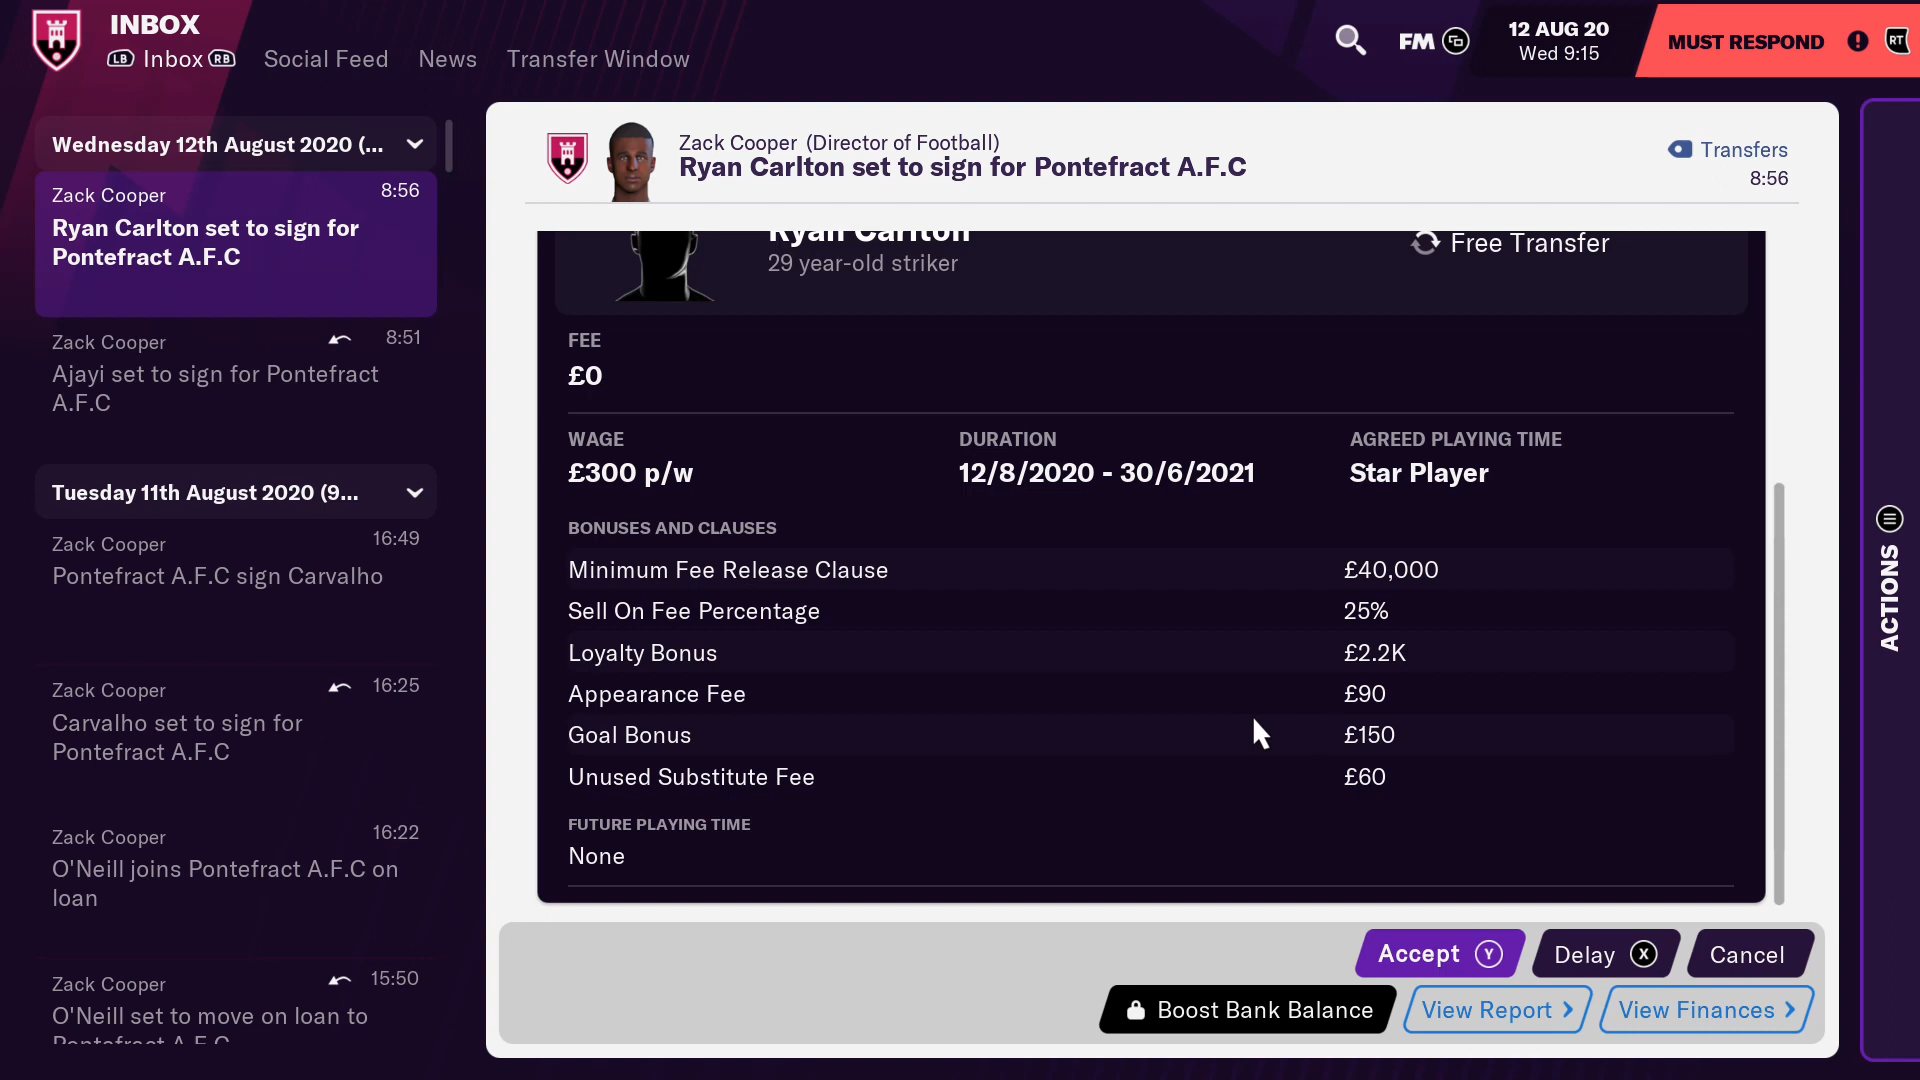 INBOX
LB Inbox RB
Social Feed
News
Transfer Window
FM
12 AUG 20
Wed 9:15
MUST RESPOND
RT
Wednesday 12th August 2020 (...
Zack Cooper
8:56
Ryan Carlton set to sign for
Pontefract A.F.C
Zack Cooper
8:51
Ajayi set to sign for Pontefract
A.F.C
Tuesday 11th August 2020 (9...
Zack Cooper
16:49
Pontefract A.F.C sign Carvalho
Zack Cooper
16:25
Carvalho set to sign for
Pontefract A.F.C
Zack Cooper
16:22
O'Neill joins Pontefract A.F.C on
loan
Zack Cooper
15:50
O'Neill set to move on loan to
Pontefract A.F.C
Zack Cooper (Director of Football)
Ryan Carlton set to sign for Pontefract A.F.C
Transfers
8:56
Ryan Carlton
29 year-old striker
Free Transfer
FEE
£0
WAGE
£300 p/w
DURATION
12/8/2020 - 30/6/2021
AGREED PLAYING TIME
Star Player
BONUSES AND CLAUSES
Minimum Fee Release Clause £40,000
Sell On Fee Percentage 25%
Loyalty Bonus £2.2K
Appearance Fee £90
Goal Bonus £150
Unused Substitute Fee £60
FUTURE PLAYING TIME
None
Accept Y
Delay X
Cancel
Boost Bank Balance
View Report
View Finances
ACTIONS